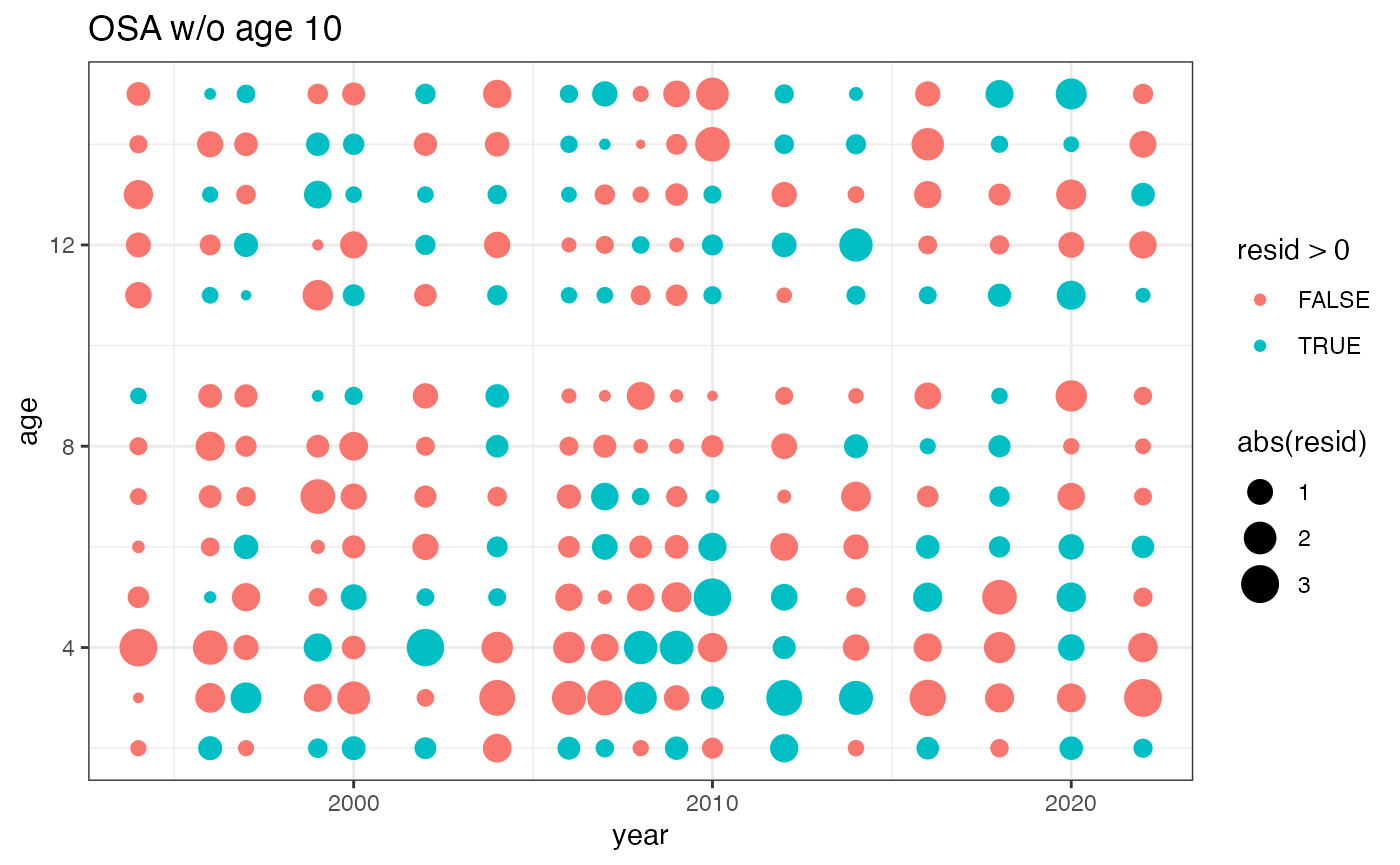 OSA w/o age 10
12
8
4
age
2000
2010
2020
year
resid > 0
FALSE
TRUE
abs(resid)
1
2
3